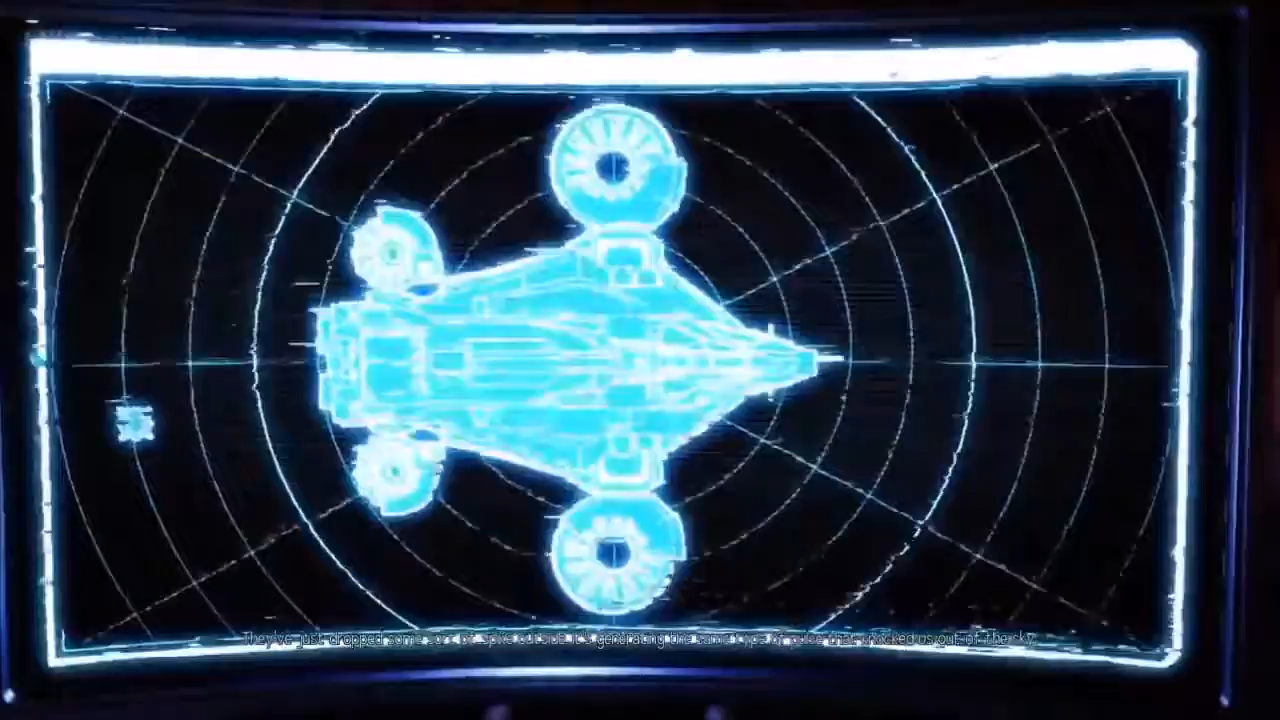 They've just dropped some sort of spike outside. It's generating the same type of pulse that knocked us out of the sky.